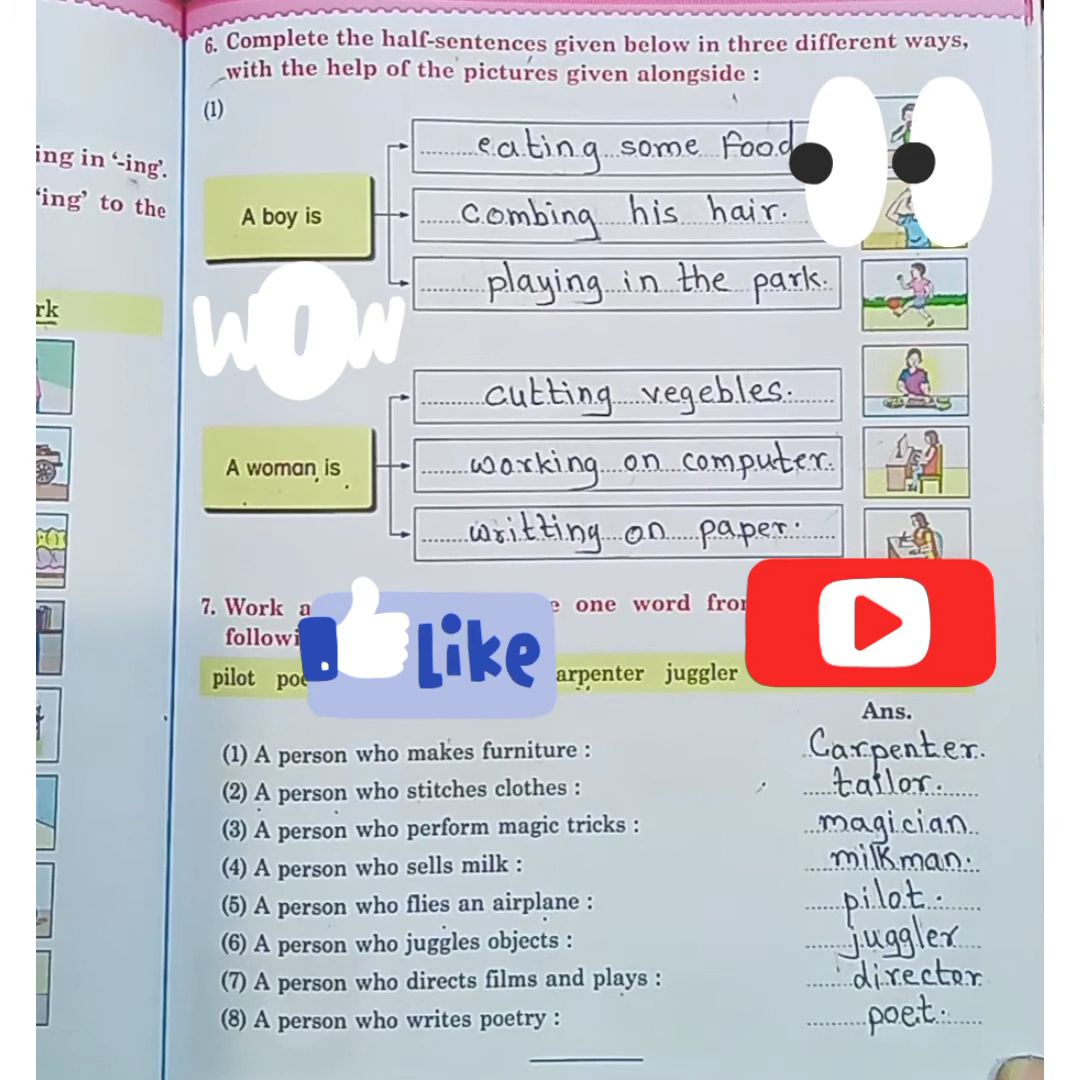 6. Complete the half-sentences given below in three different ways,
with the help of the pictures given alongside :
(1)
ing in ‘-ing’.
‘ing’ to the
rk
A boy is
eating some food
combing his hair.
playing in the park.
wow
A woman is
cutting vegebles.
working on computer.
writting on paper.
7. Work a
one word
followi
Like
pilot
juggler
Ans.
(1) A person who makes furniture : Carpenter.
(2) A person who stitches clothes : tailor.
(3) A person who perform magic tricks : magician
(4) A person who sells milk : milkman.
(5) A person who flies an airplane : pilot.
(6) A person who juggles objects : juggler
(7) A person who directs films and plays : director
(8) A person who writes poetry : poet.